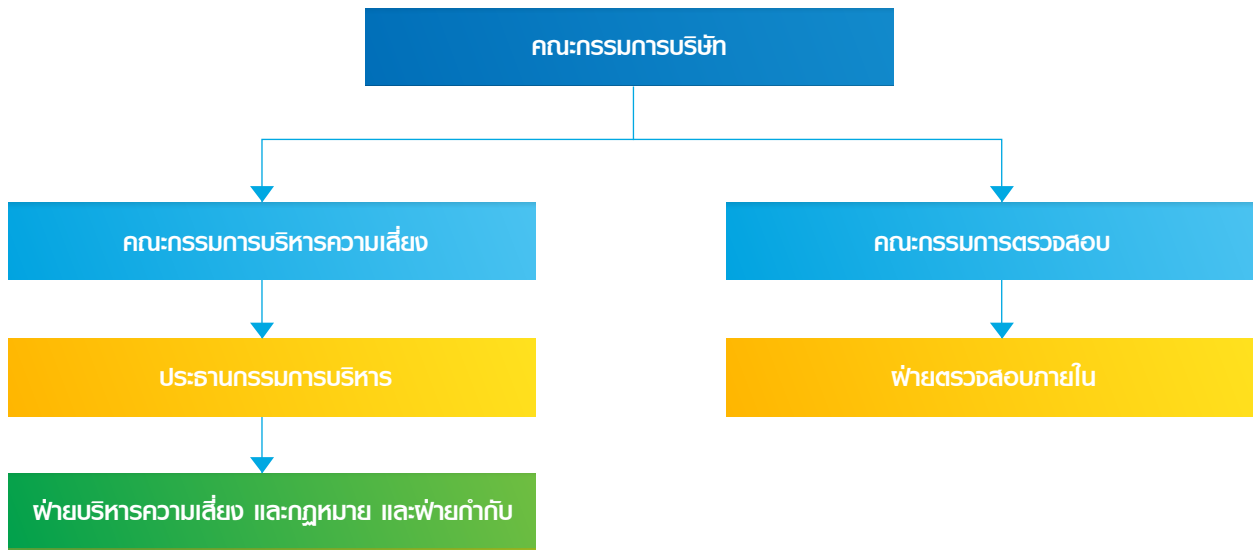 คณะกรรมการบริษัท
คณะกรรมการบริหารความเสี่ยง
คณะกรรมการตรวจสอบ
ประธานกรรมการบริหาร
ฝ่ายตรวจสอบภายใน
ฝ่ายบริหารความเสี่ยง และกฎหมาย และฝ่ายกำกับ